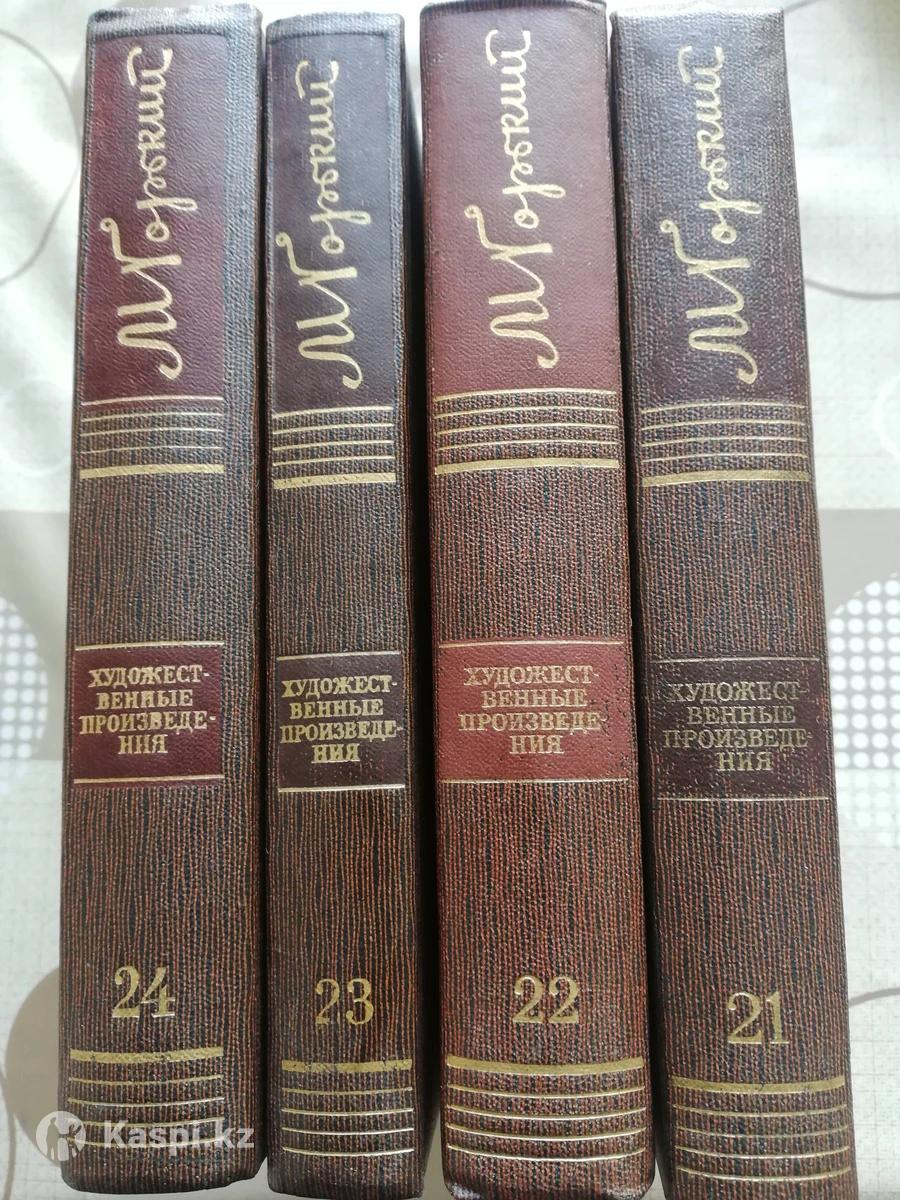 М Горький
ХУДОЖЕСТ-
ВЕННЫЕ
ПРОИЗВЕДЕ-
НИЯ
24
М Горький
ХУДОЖЕСТ-
ВЕННЫЕ
ПРОИЗВЕДЕ-
НИЯ
23
М Горький
ХУДОЖЕСТ-
ВЕННЫЕ
ПРОИЗВЕДЕ-
НИЯ
22
М Горький
ХУДОЖЕСТ-
ВЕННЫЕ
ПРОИЗВЕДЕ-
НИЯ
21
Kaspi.kz